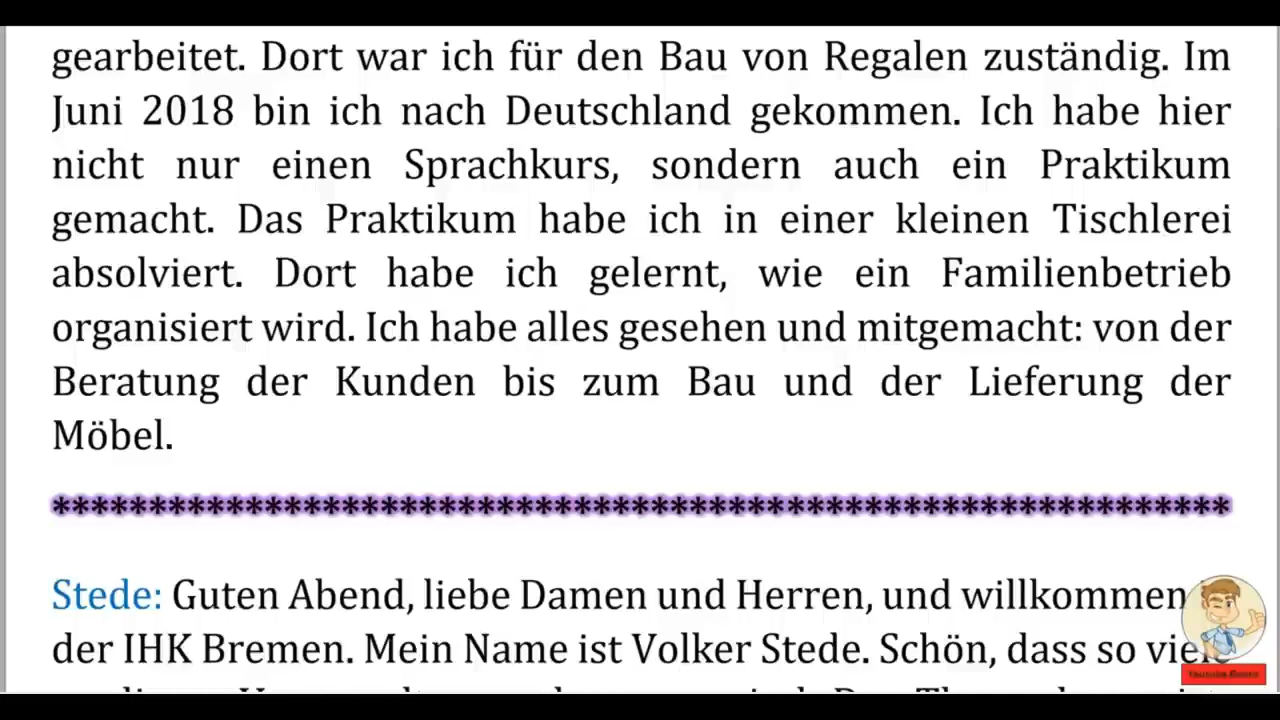 gearbeitet. Dort war ich für den Bau von Regalen zuständig. Im
Juni 2018 bin ich nach Deutschland gekommen. Ich habe hier
nicht nur einen Sprachkurs, sondern auch ein Praktikum
gemacht. Das Praktikum habe ich in einer kleinen Tischlerei
absolviert. Dort habe ich gelernt, wie ein Familienbetrieb
organisiert wird. Ich habe alles gesehen und mitgemacht: von der
Beratung der Kunden bis zum Bau und der Lieferung der
Möbel.
*************************************************************
Stede: Guten Abend, liebe Damen und Herren, und willkommen
der IHK Bremen. Mein Name ist Volker Stede. Schön, dass so viele